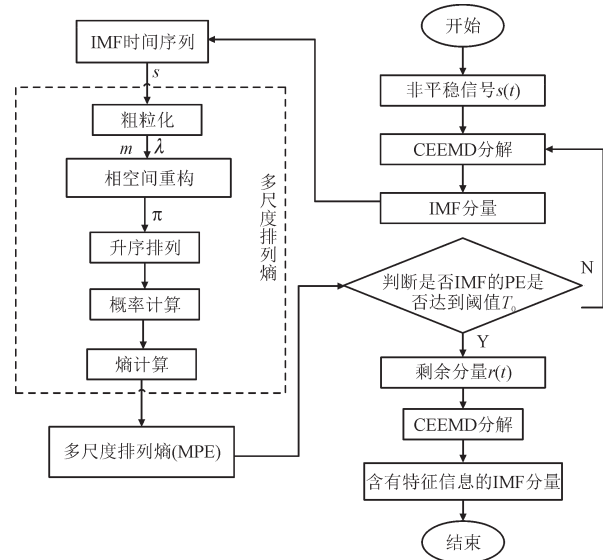 开始
非平稳信号s(t)
CEEMD分解
IMF分量
IMF时间序列
s
粗粒化
m λ
相空间重构
π
升序排列
概率计算
熵计算
多尺度排列熵
多尺度排列熵(MPE)
判断是否IMF的PE是
否达到阈值T₀
N
Y
剩余分量r(t)
CEEMD分解
含有特征信息的IMF分量
结束